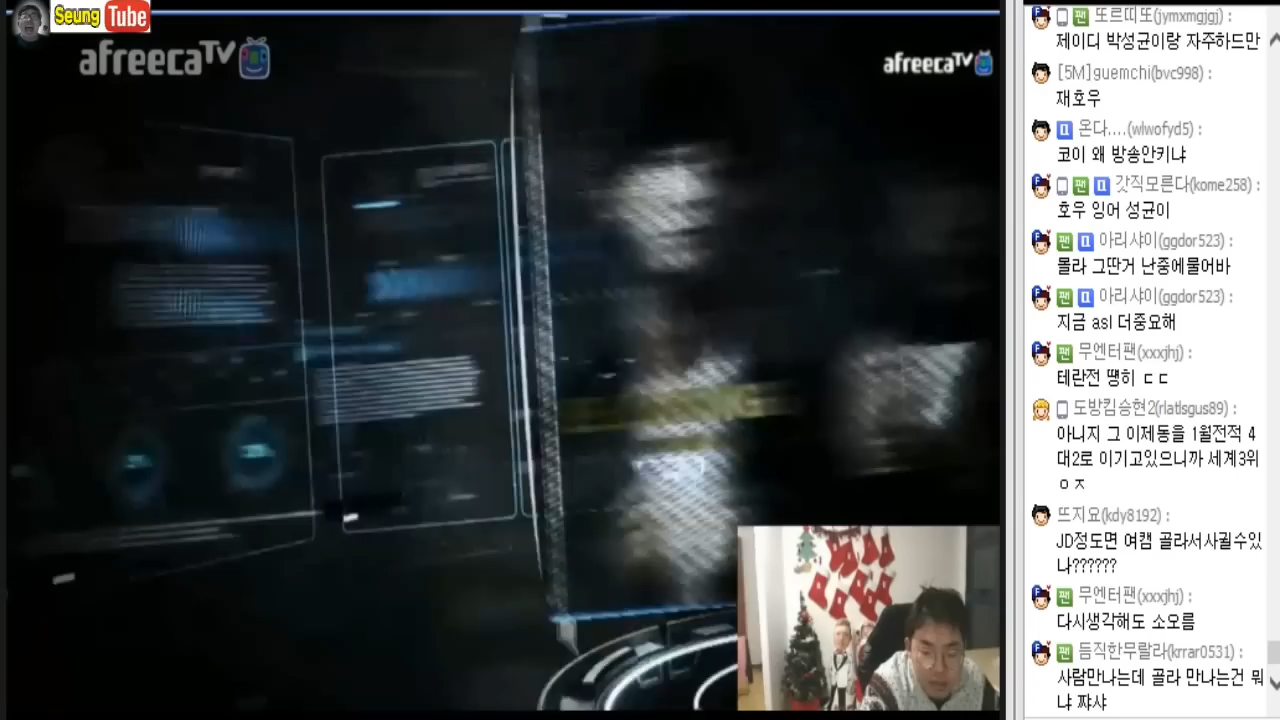 Seung Tube
afreecaTV
afreecaTV
또르띠또(jymxmgjgj) :
제이디 박성균이랑 자주하드만
[5M]guemchi(bvc998) :
재호우
온다....(wlwofyd5) :
코이 왜 방송안키냐
갓직모른다(kome258) :
호우 잉어 성균이
아리샤이(ggdor523) :
몰라 그딴거 난중에물어바
아리샤이(ggdor523) :
지금 asl 더중요해
무엔터팬(xxxjhj) :
테란전 떙히 ㄷㄷ
도방킴승현2(rlatlsgus89) :
아니지 그 이제동을 1월전적 4
대2로 이기고있으니까 세계3위
ㅇㅈ
뜨지요(kdy8192) :
JD정도면 여캠 골라서사귈수있
나??????
무엔터팬(xxxjhj) :
다시생각해도 소오름
듬직한무랄라(krrar0531) :
사람만나는데 골라 만나는건 뭐
냐 쨔샤